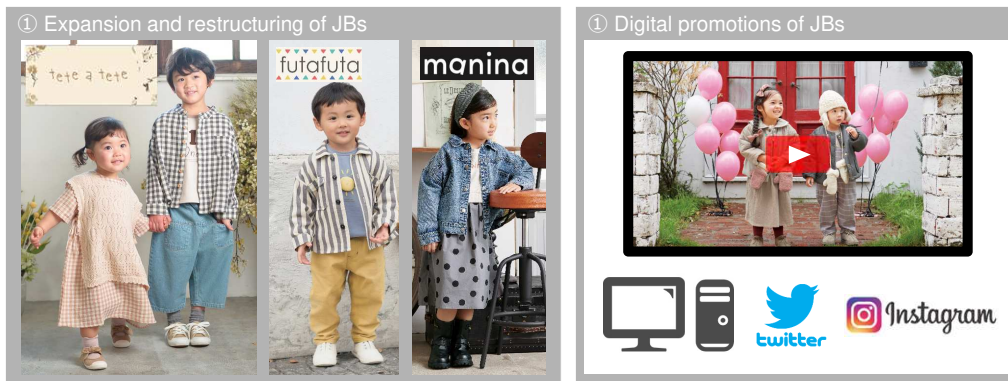 ① Expansion and restructuring of JBs
tete a tete
futafuta
manina
① Digital promotions of JBs
twitter
Instagram